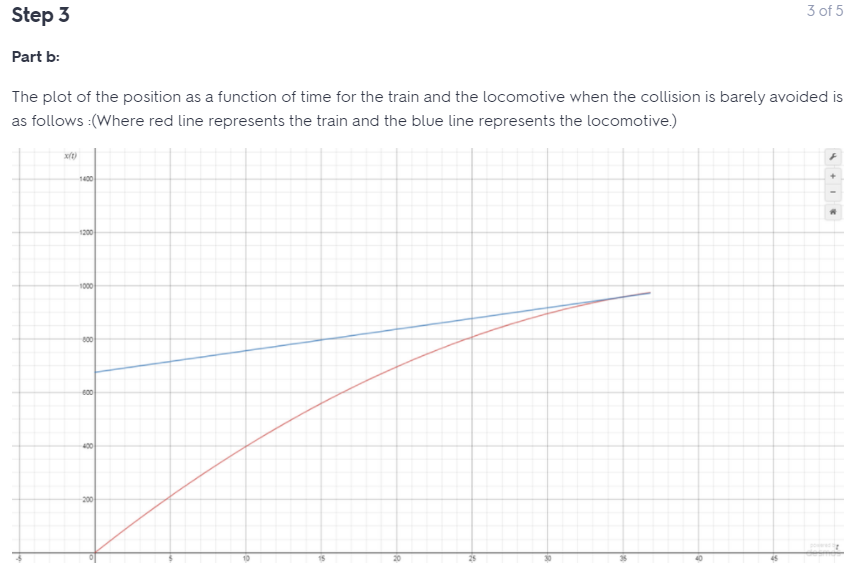 Step 3
3 of 5
Part b:
The plot of the position as a function of time for the train and the locomotive when the collision is barely avoided is
as follows :(Where red line represents the train and the blue line represents the locomotive.)
x(t)
1400
1200
1000
800
600
400
200
-5 0 5 10 15 20 25 30 35 40 45
t
+
-